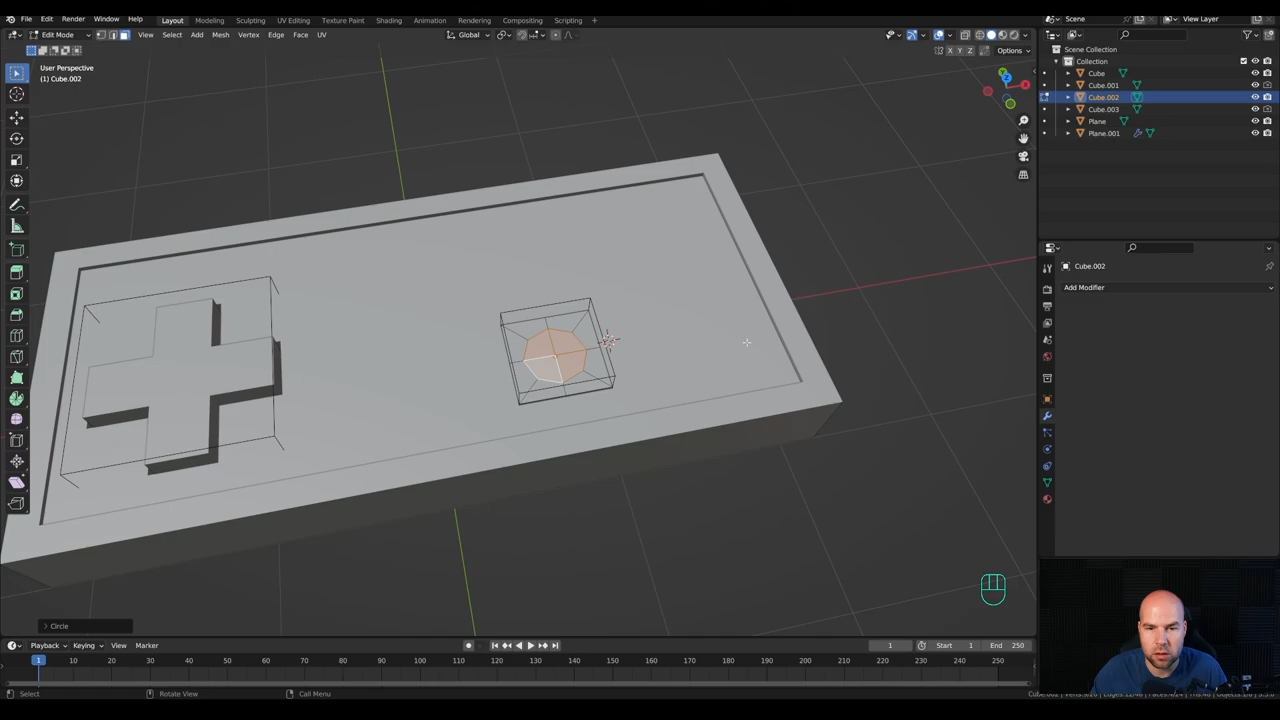 File Edit Render Window Help Layout Modeling Sculpting UV Editing Texture Paint Shading Animation Rendering Compositing Scripting + Scene View Layer
Edit Mode View Select Add Mesh Vertex Edge Face UV Global
X Y Z Options
User Perspective
(1) Cube.002
Scene Collection
Collection
Cube
Cube.001
Cube.002
Cube.003
Plane
Plane.001
Cube.002
Add Modifier
Circle
Playback Keying View Marker 1 Start 1 End 250
1 10 20 30 40 50 60 70 80 90 100 110 120 130 140 150 160 170 180 190 200 210 220 230 240 250
Select Rotate View Call Menu